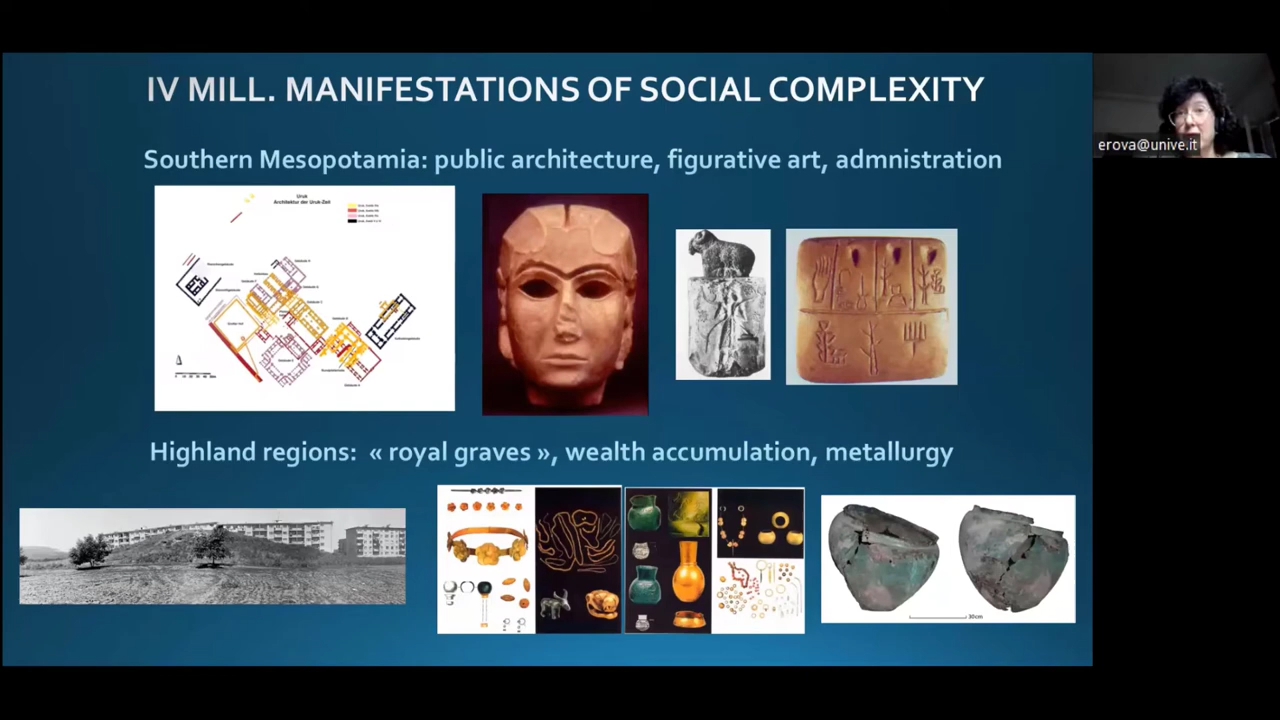 IV MILL. MANIFESTATIONS OF SOCIAL COMPLEXITY
erova@unive.it
Southern Mesopotamia: public architecture, figurative art, admnistration
Uruk
Architektur der Uruk-Zeit
Highland regions: « royal graves », wealth accumulation, metallurgy
30cm